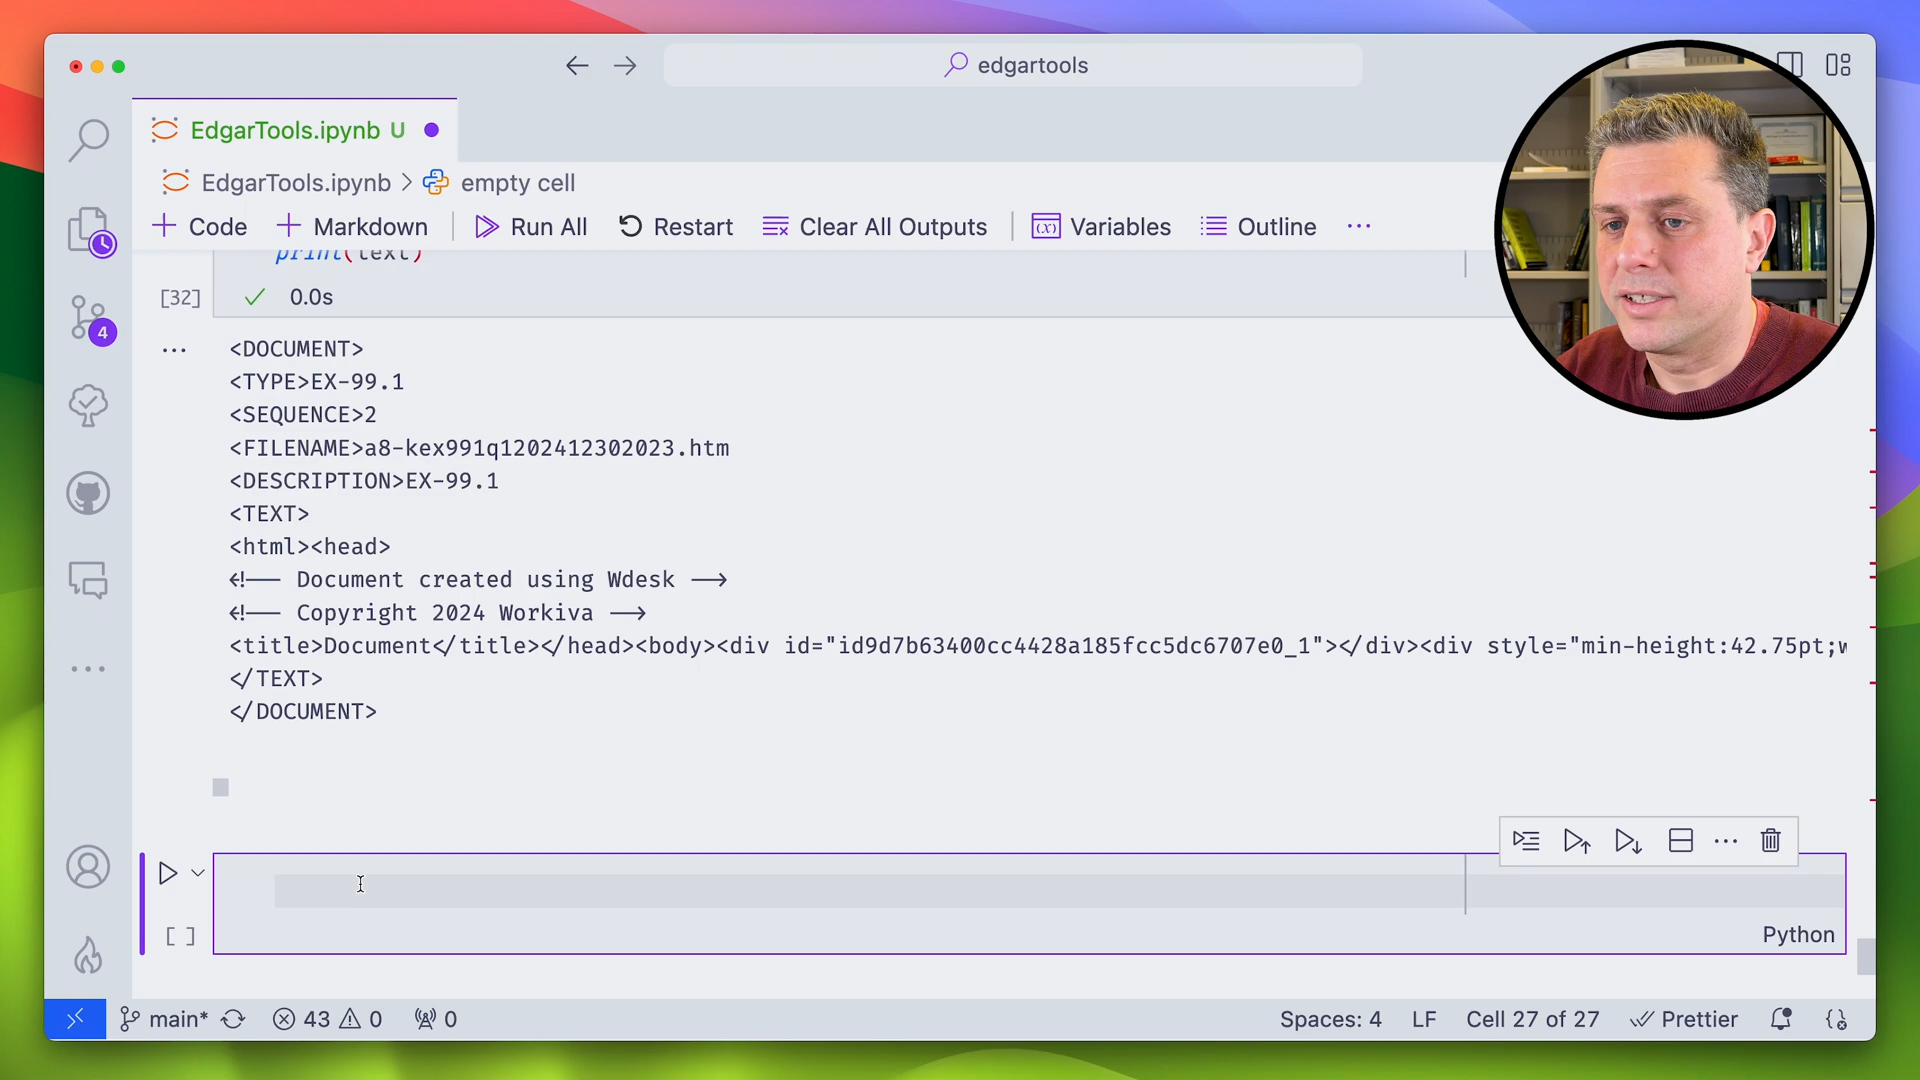 edgartools
EdgarTools.ipynb U
EdgarTools.ipynb > empty cell
Code Markdown Run All Restart Clear All Outputs Variables Outline ...
print(text)
[32] 0.0s
<DOCUMENT>
<TYPE>EX-99.1
<SEQUENCE>2
<FILENAME>a8-kex991q1202412302023.htm
<DESCRIPTION>EX-99.1
<TEXT>
<html><head>
<!-- Document created using Wdesk -->
<!-- Copyright 2024 Workiva -->
<title>Document</title></head><body><div id="id9d7b63400cc4428a185fcc5dc6707e0_1"></div><div style="min-height:42.75pt;w
</TEXT>
</DOCUMENT>
4
[ ]
Python
main* 43 0 0 Spaces: 4 LF Cell 27 of 27 Prettier